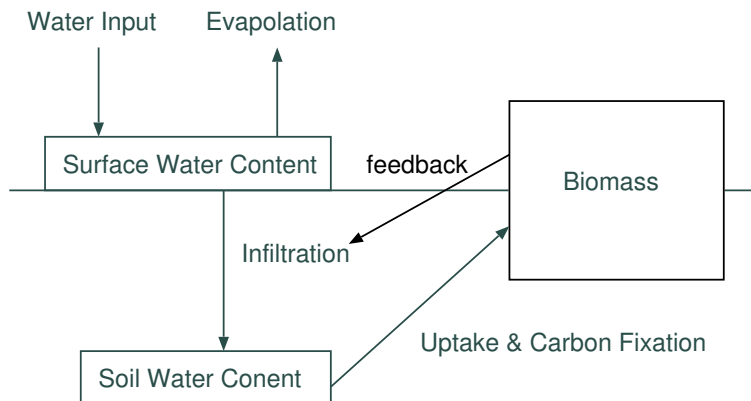 Water Input
Evapolation
Surface Water Content
feedback
Biomass
Infiltration
Uptake & Carbon Fixation
Soil Water Conent